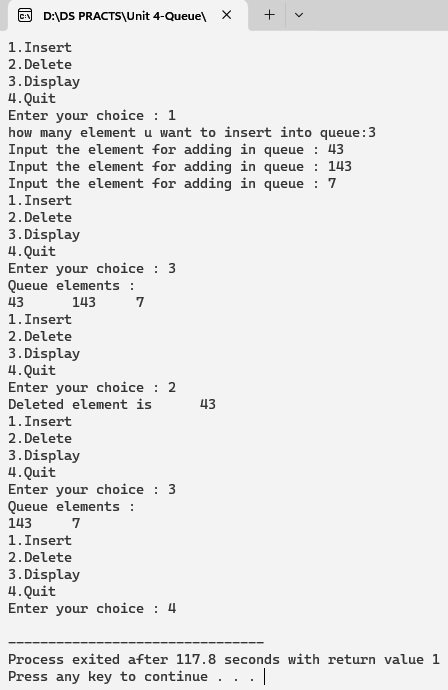 D:\DS PRACTS\Unit 4-Queue\
1.Insert
2.Delete
3.Display
4.Quit
Enter your choice : 1
how many element u want to insert into queue:3
Input the element for adding in queue : 43
Input the element for adding in queue : 143
Input the element for adding in queue : 7
1.Insert
2.Delete
3.Display
4.Quit
Enter your choice : 3
Queue elements :
43      143     7
1.Insert
2.Delete
3.Display
4.Quit
Enter your choice : 2
Deleted element is      43
1.Insert
2.Delete
3.Display
4.Quit
Enter your choice : 3
Queue elements :
143     7
1.Insert
2.Delete
3.Display
4.Quit
Enter your choice : 4
--------------------------------
Process exited after 117.8 seconds with return value 1
Press any key to continue . . .